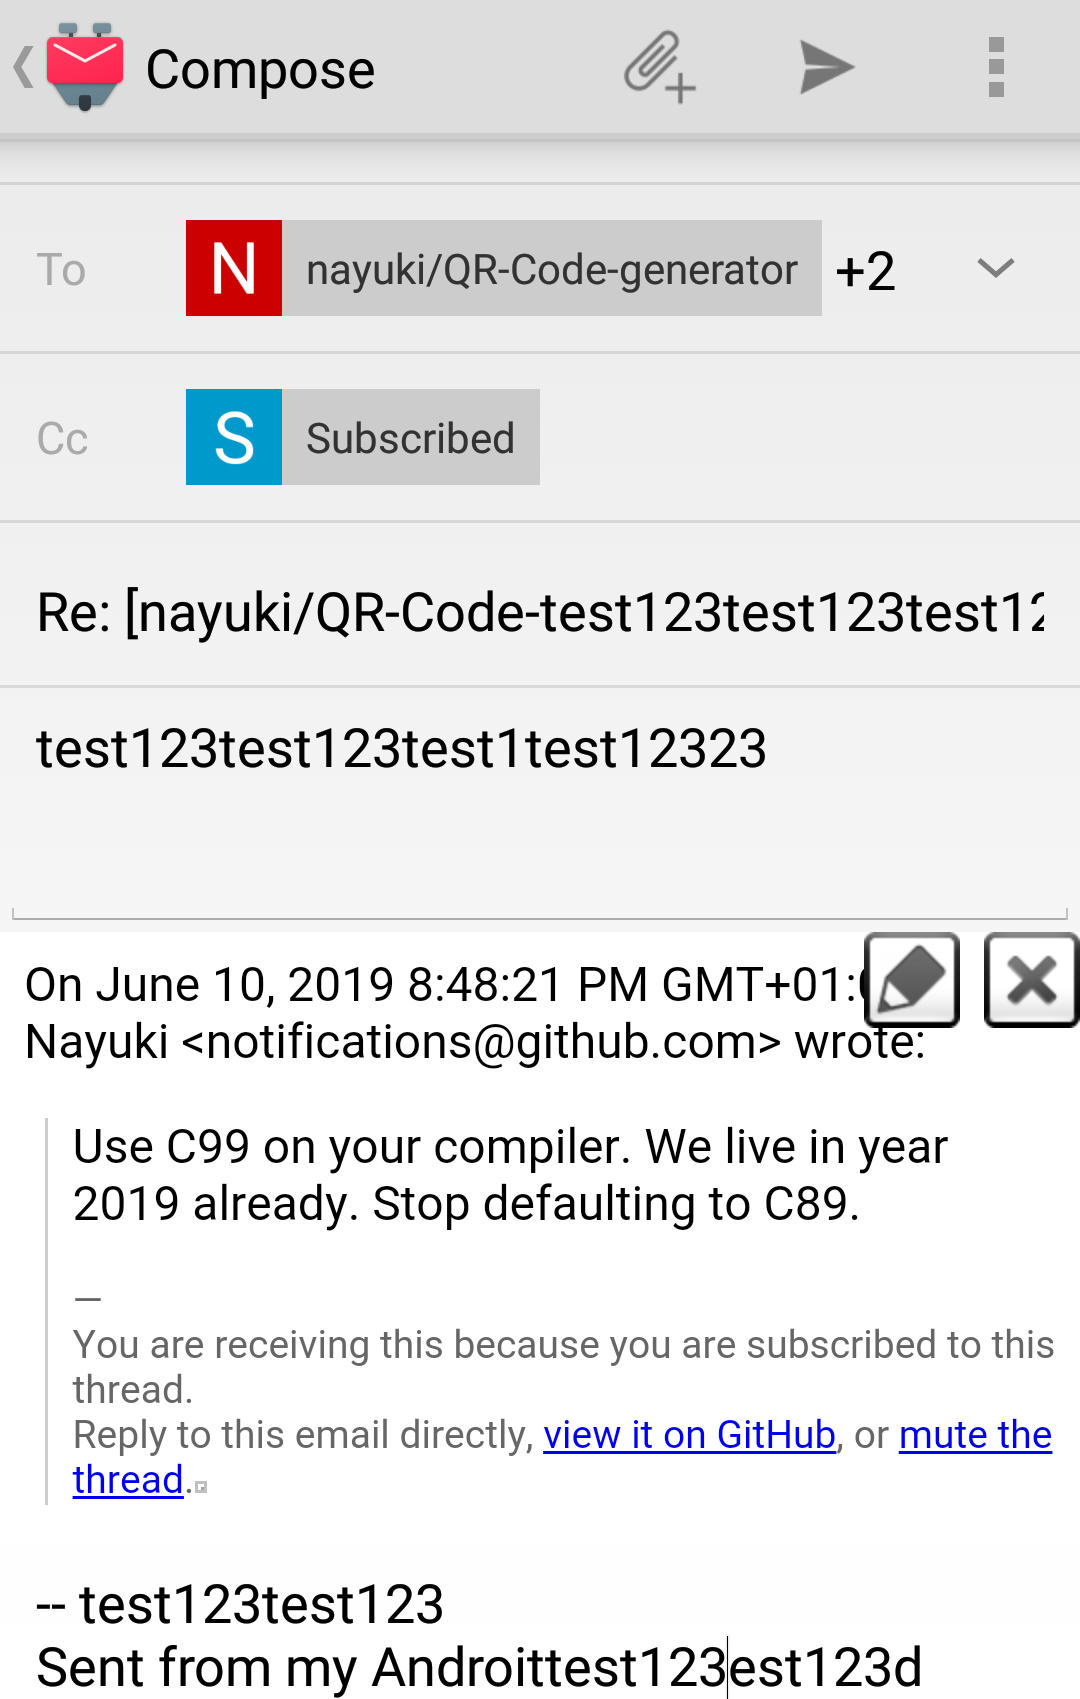 Compose
To N nayuki/QR-Code-generator +2
Cc S Subscribed
Re: [nayuki/QR-Code-test123test123test12
test123test123test1test12323
On June 10, 2019 8:48:21 PM GMT+01:
Nayuki <notifications@github.com> wrote:
Use C99 on your compiler. We live in year
2019 already. Stop defaulting to C89.
—
You are receiving this because you are subscribed to this
thread.
Reply to this email directly, view it on GitHub, or mute the
thread.
-- test123test123
Sent from my Androittest123est123d